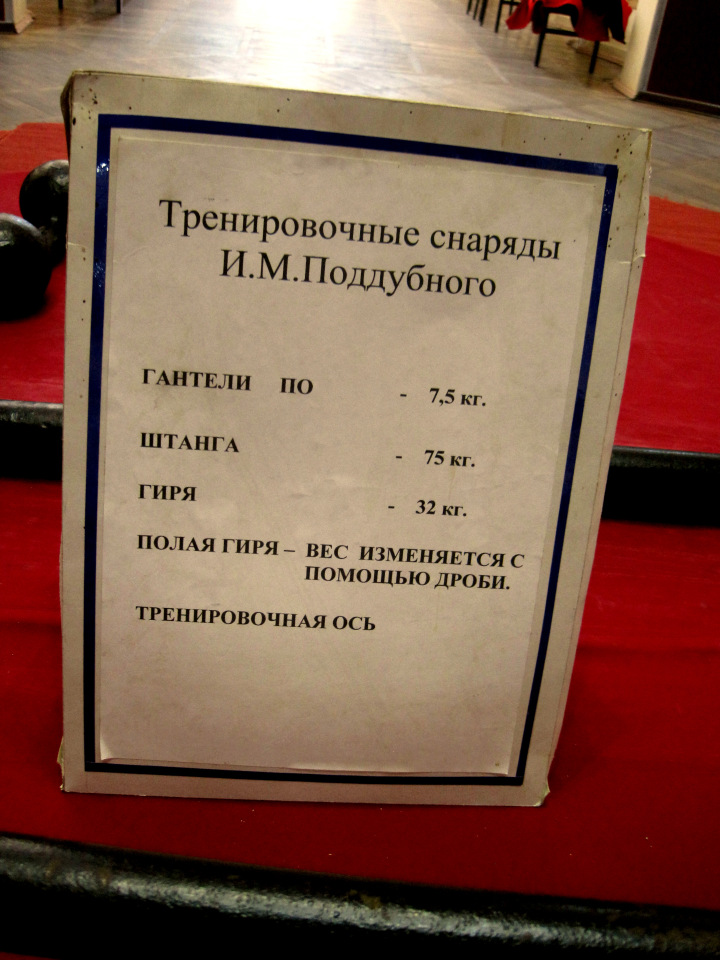 Тренировочные снаряды
И.М.Поддубного
ГАНТЕЛИ ПО - 7,5 кг.
ШТАНГА - 75 кг.
ГИРЯ - 32 кг.
ПОЛАЯ ГИРЯ – ВЕС ИЗМЕНЯЕТСЯ С
ПОМОЩЬЮ ДРОБИ.
ТРЕНИРОВОЧНАЯ ОСЬ